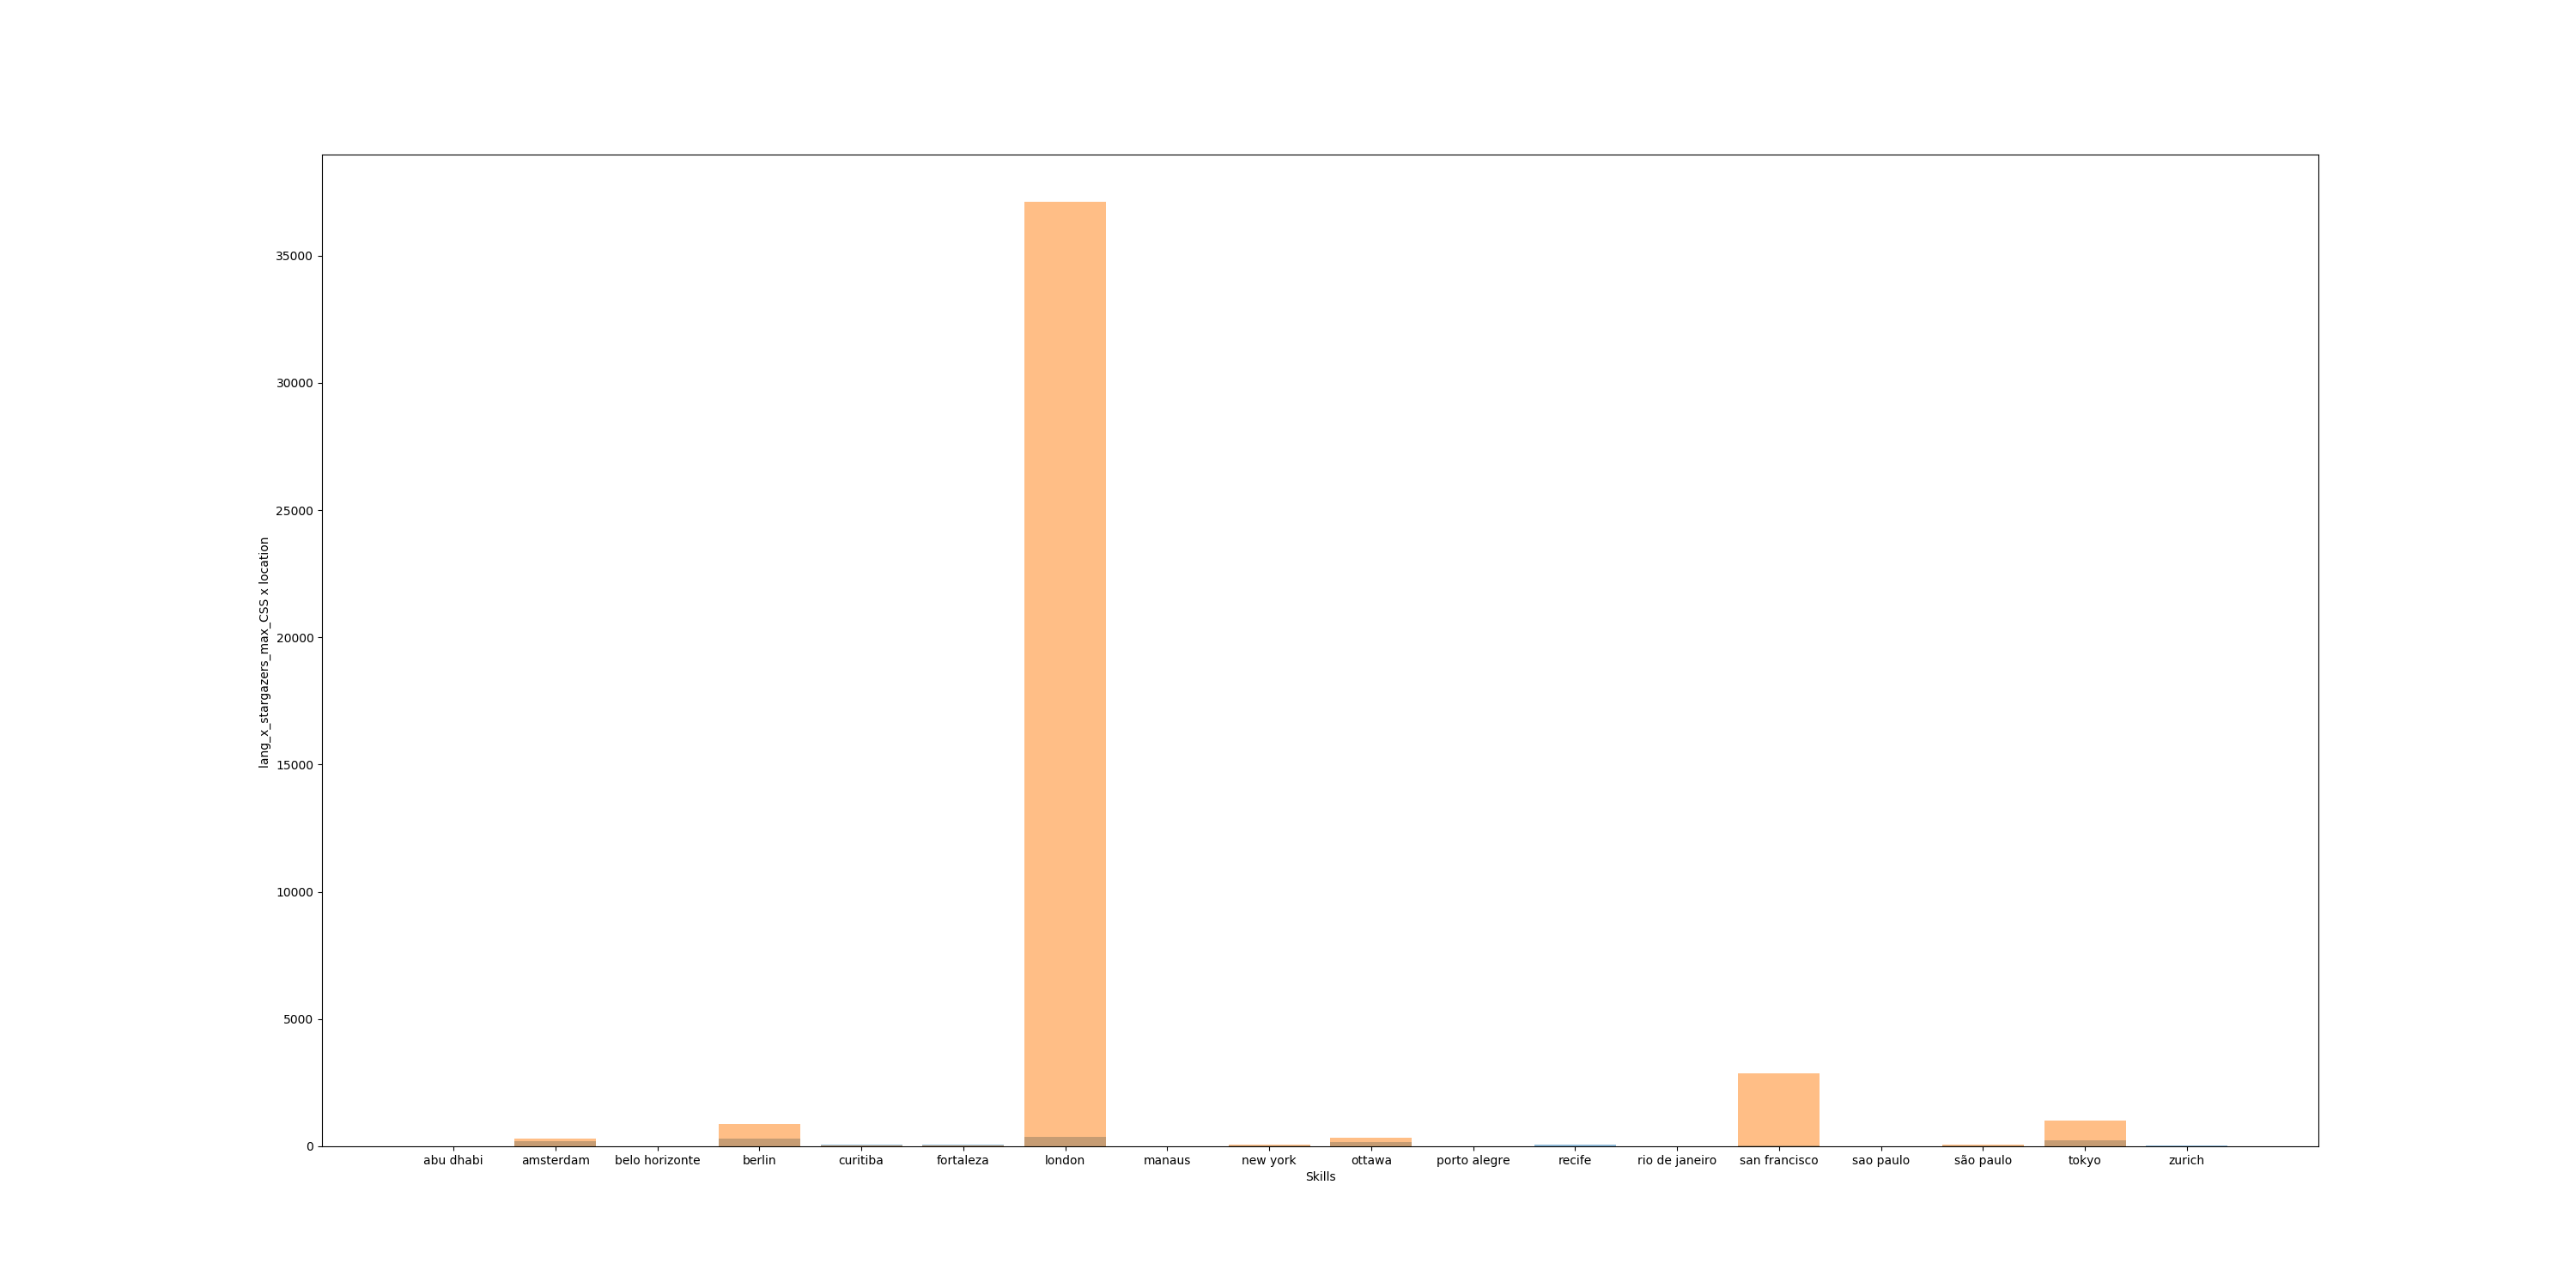 35000
30000
25000
20000
15000
10000
5000
0
lang_x_stargazers_max_CSS x location
abu dhabi amsterdam belo horizonte berlin curitiba fortaleza london manaus new york ottawa porto alegre recife rio de janeiro san francisco sao paulo são paulo tokyo zurich
Skills